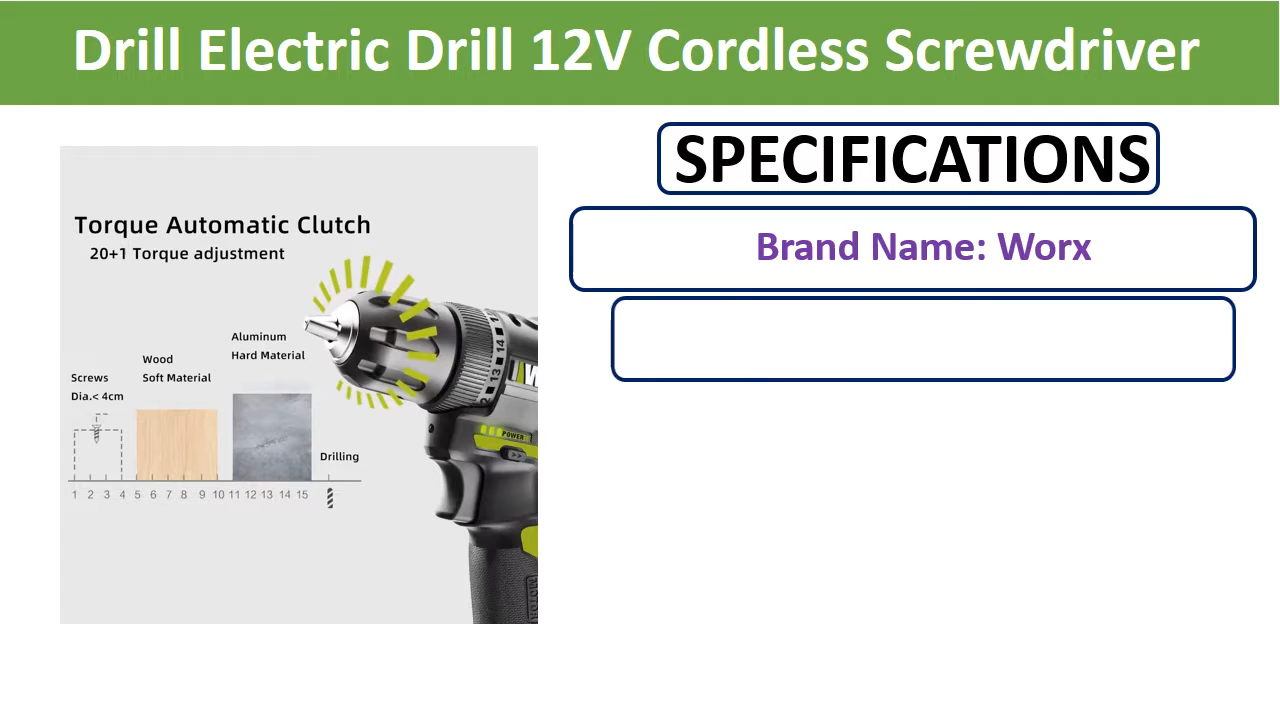 Drill Electric Drill 12V Cordless Screwdriver
SPECIFICATIONS
Brand Name: Worx
Torque Automatic Clutch
20+1 Torque adjustment
Aluminum
Hard Material
Wood
Soft Material
Screws
Dia.< 4cm
Drilling
1 2 3 4 5 6 7 8 9 10 11 12 13 14 15
14
13
POWER